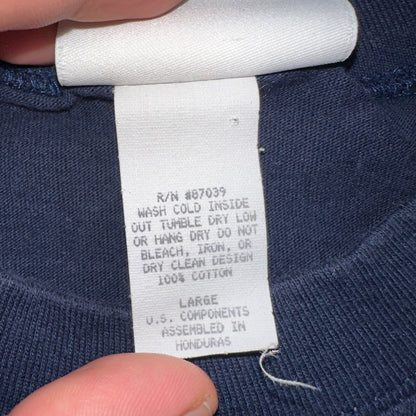 R/N #87039
WASH COLD INSIDE
OUT TUMBLE DRY LOW
OR HANG DRY DO NOT
BLEACH, IRON, OR
DRY CLEAN DESIGN
100% COTTON
LARGE
U.S. COMPONENTS
ASSEMBLED IN
HONDURAS